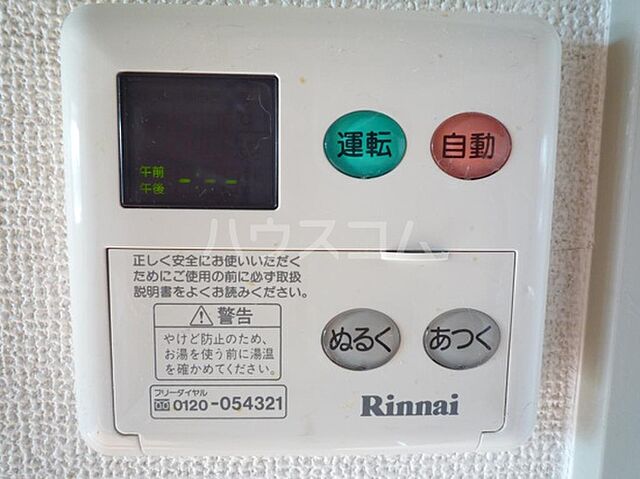 午前
午後 - - -
運転
自動
ハウスコム
正しく安全にお使いいただく
ためにご使用の前に必ず取扱
説明書をよくお読みください。
⚠警告
やけど防止のため、
お湯を使う前に湯温
を確かめてください。
フリーダイヤル
0120-054321
ぬるく
あつく
Rinnai